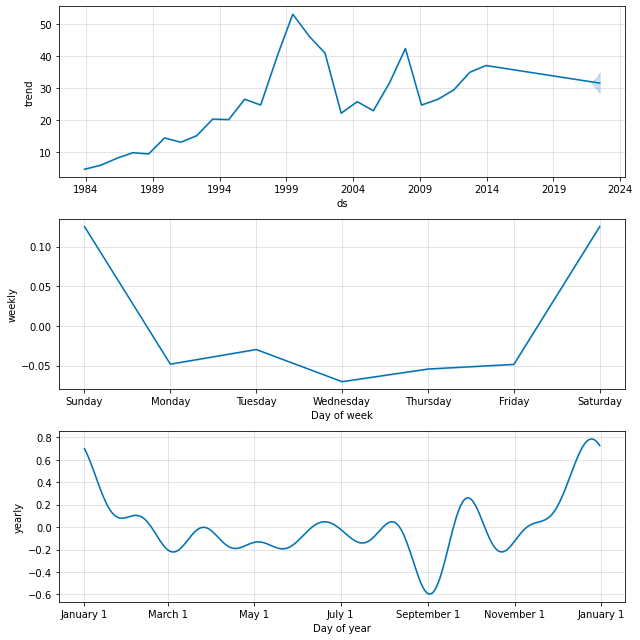 50
40
30
20
10
trend
1984 1989 1994 1999 2004 2009 2014 2019 2024
ds
0.10
0.05
0.00
−0.05
weekly
Sunday Monday Tuesday Wednesday Thursday Friday Saturday
Day of week
0.8
0.6
0.4
0.2
0.0
−0.2
−0.4
−0.6
yearly
January 1 March 1 May 1 July 1 September 1 November 1 January 1
Day of year